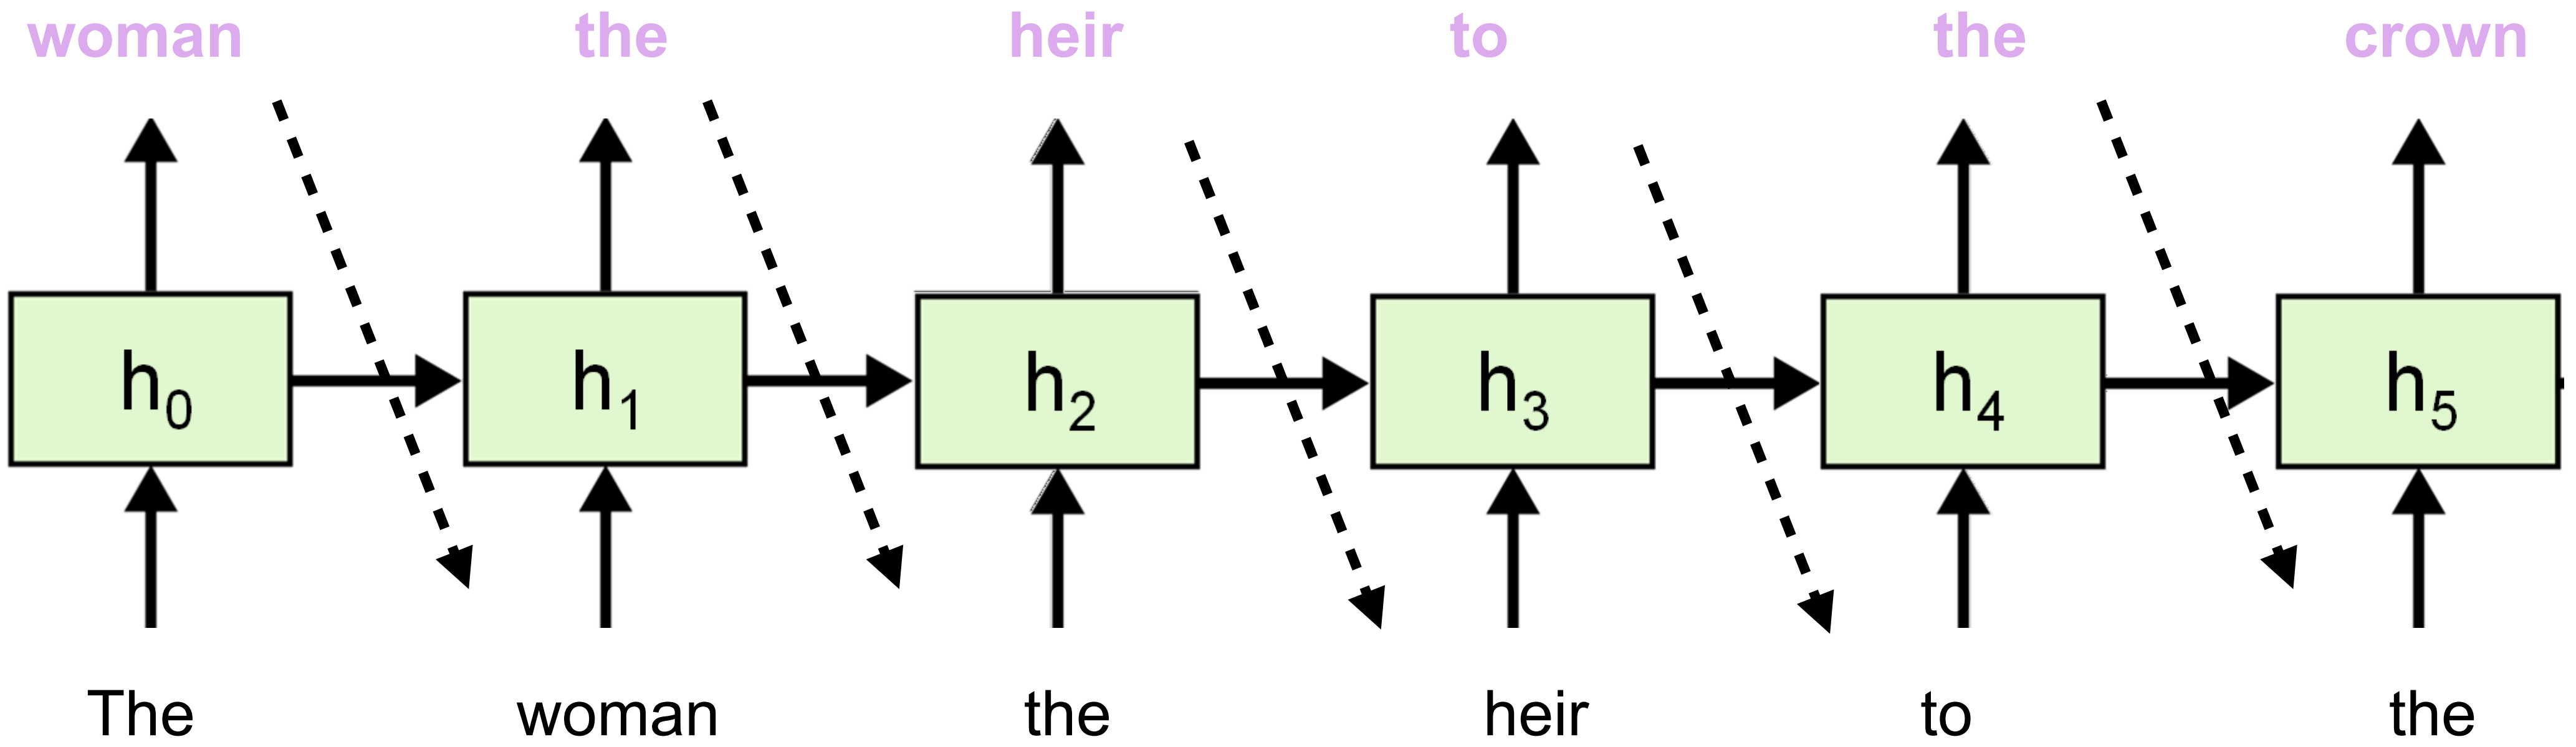 woman the heir to the crown
h₀ h₁ h₂ h₃ h₄ h₅
The woman the heir to the